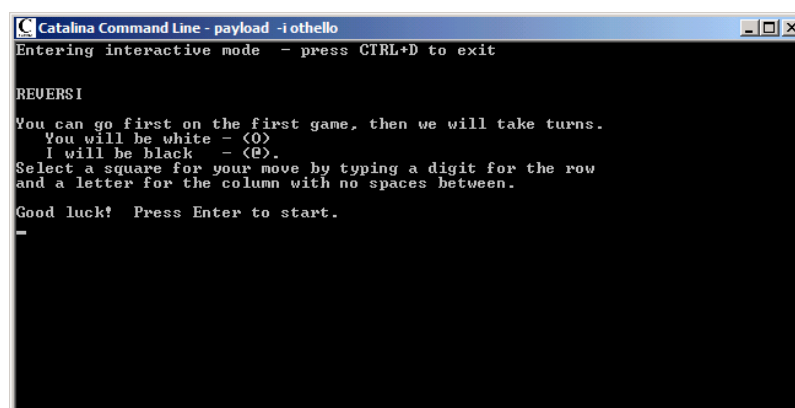 Catalina Command Line - payload -i othello
Entering interactive mode - press CTRL+D to exit
REVERSI
You can go first on the first game, then we will take turns.
You will be white - (O)
I will be black - (@).
Select a square for your move by typing a digit for the row
and a letter for the column with no spaces between.
Good luck! Press Enter to start.